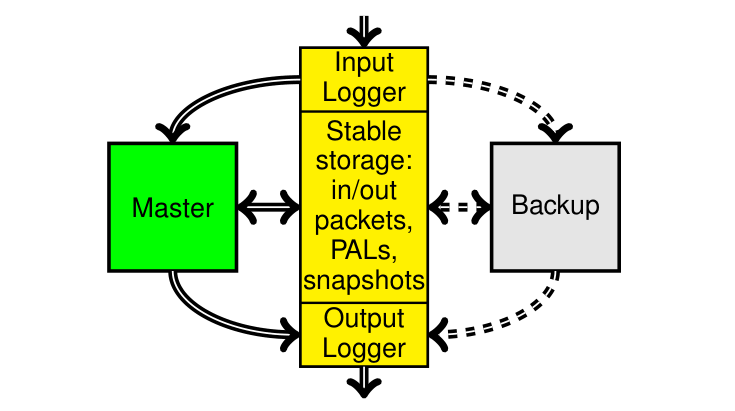 Input
Logger
Stable
storage:
in/out
packets,
PALs,
snapshots
Master
Backup
Output
Logger